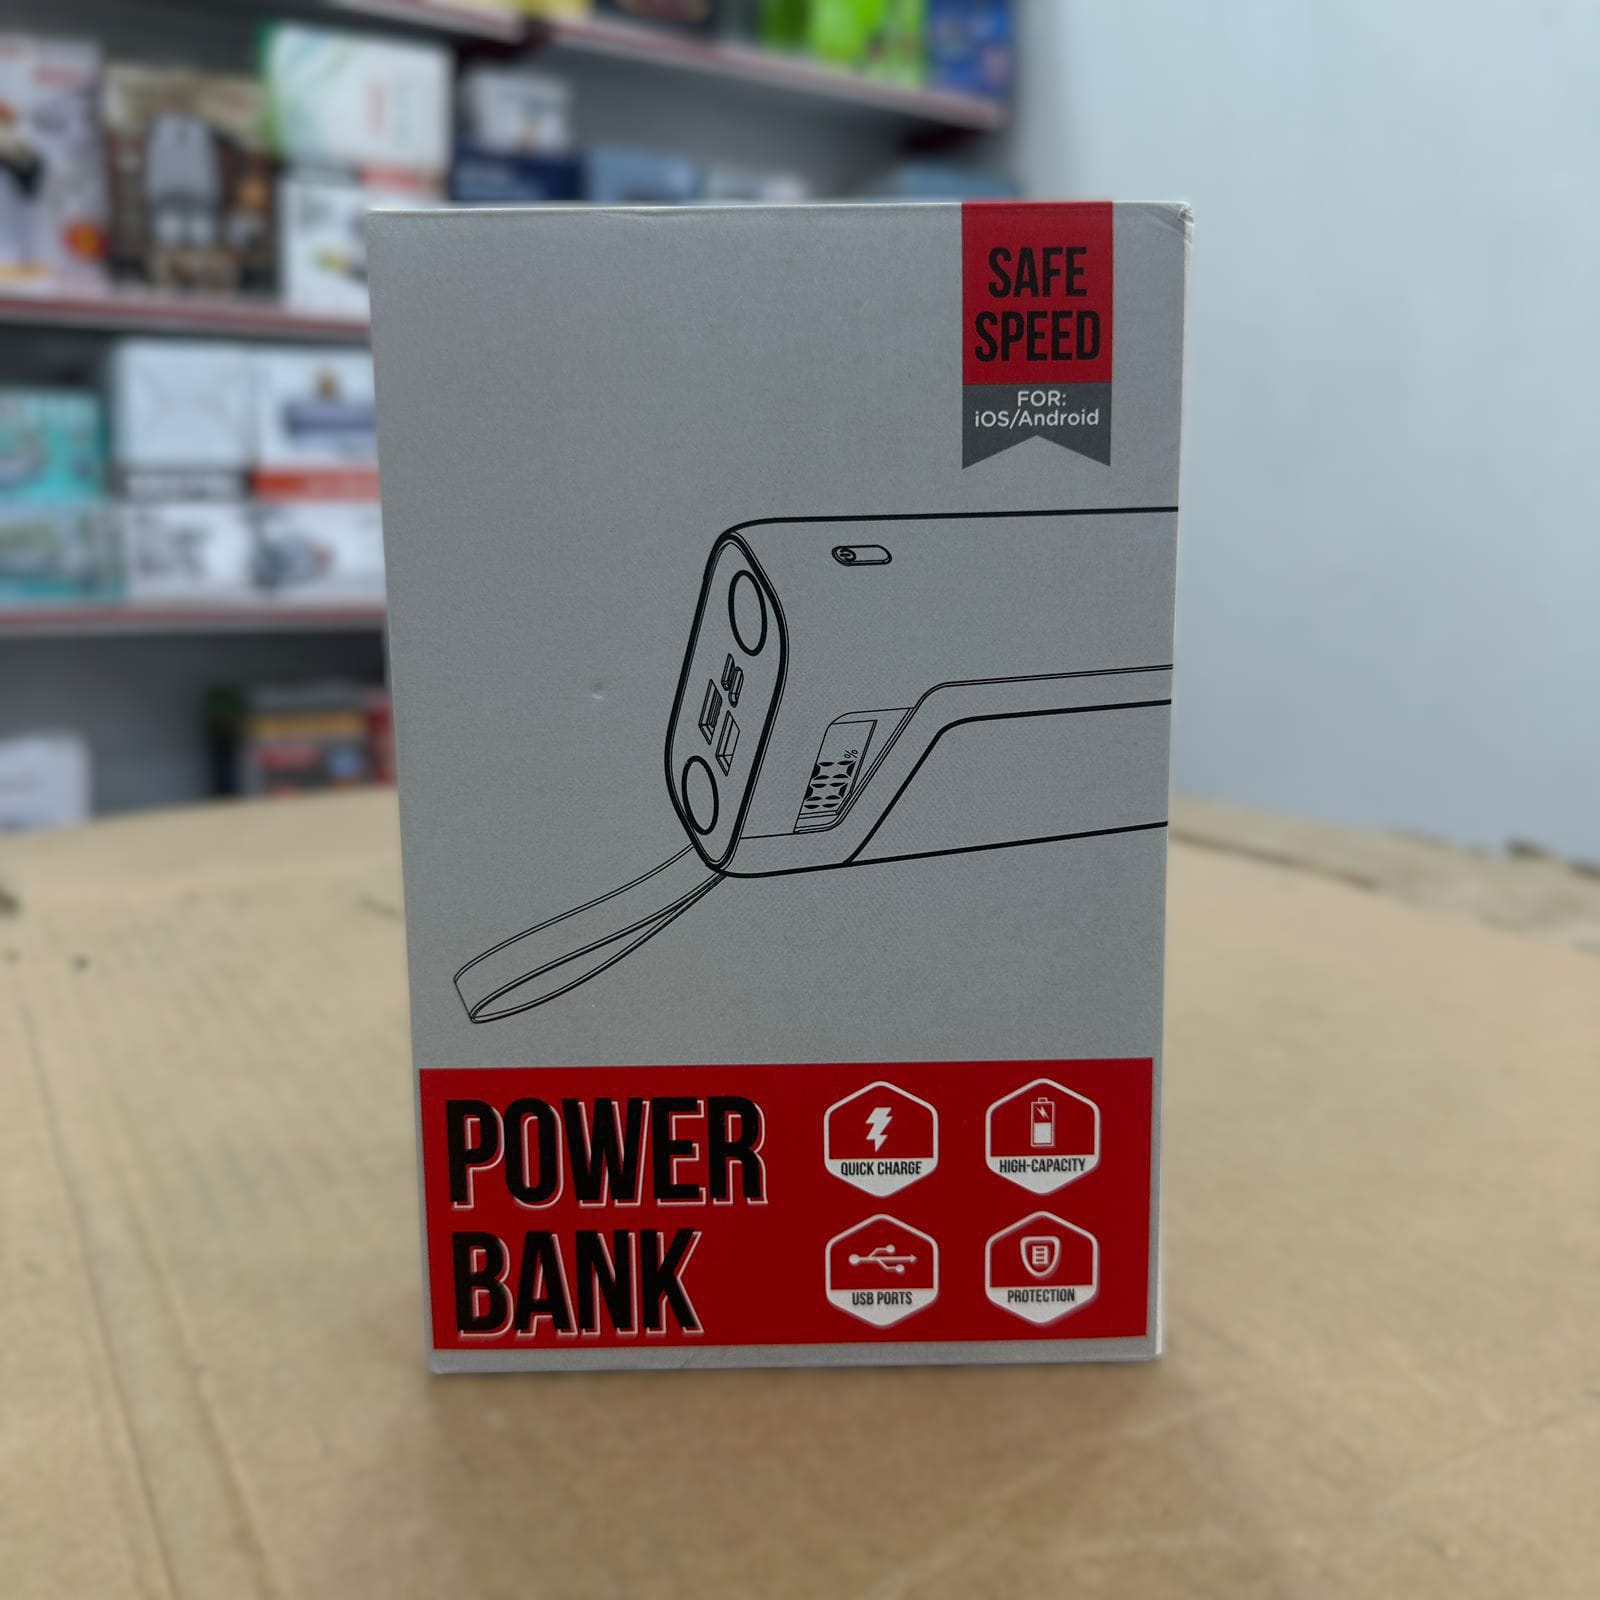 SAFE
SPEED
FOR:
iOS/Android
%
POWER
BANK
QUICK CHARGE
HIGH-CAPACITY
USB PORTS
PROTECTION